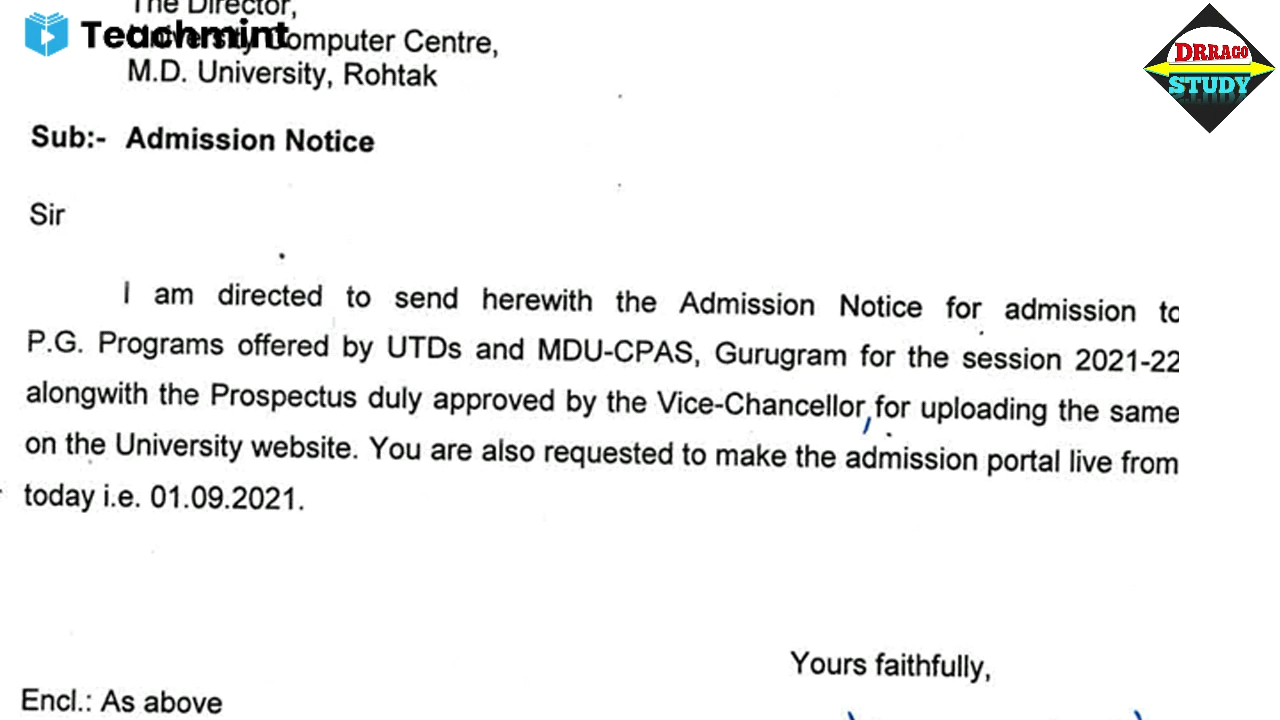 The Director,
Teachmint
University Computer Centre,
M.D. University, Rohtak
DRRAGO
STUDY
Sub:- Admission Notice
Sir
I am directed to send herewith the Admission Notice for admission to
P.G. Programs offered by UTDs and MDU-CPAS, Gurugram for the session 2021-22
alongwith the Prospectus duly approved by the Vice-Chancellor, for uploading the same
on the University website. You are also requested to make the admission portal live from
today i.e. 01.09.2021.
Yours faithfully,
Encl.: As above